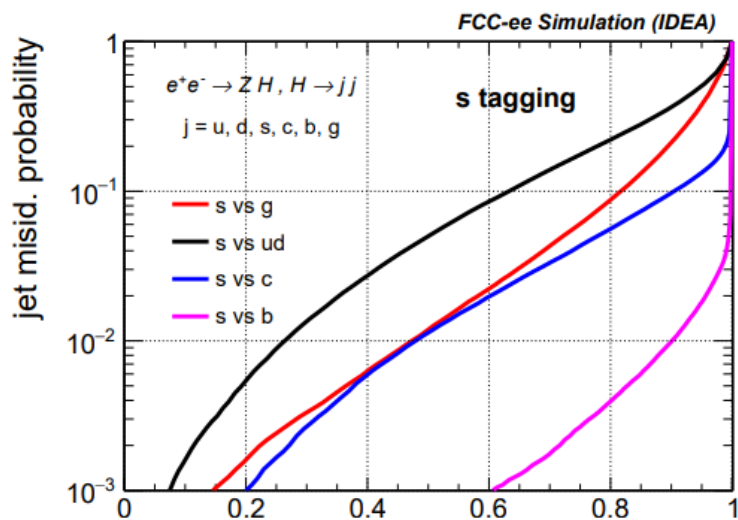 FCC-ee Simulation (IDEA)
jet misid. probability
1
10⁻¹
10⁻²
10⁻³
e⁺e⁻ → Z H , H → j j
j = u, d, s, c, b, g
s tagging
s vs g
s vs ud
s vs c
s vs b
0 0.2 0.4 0.6 0.8 1